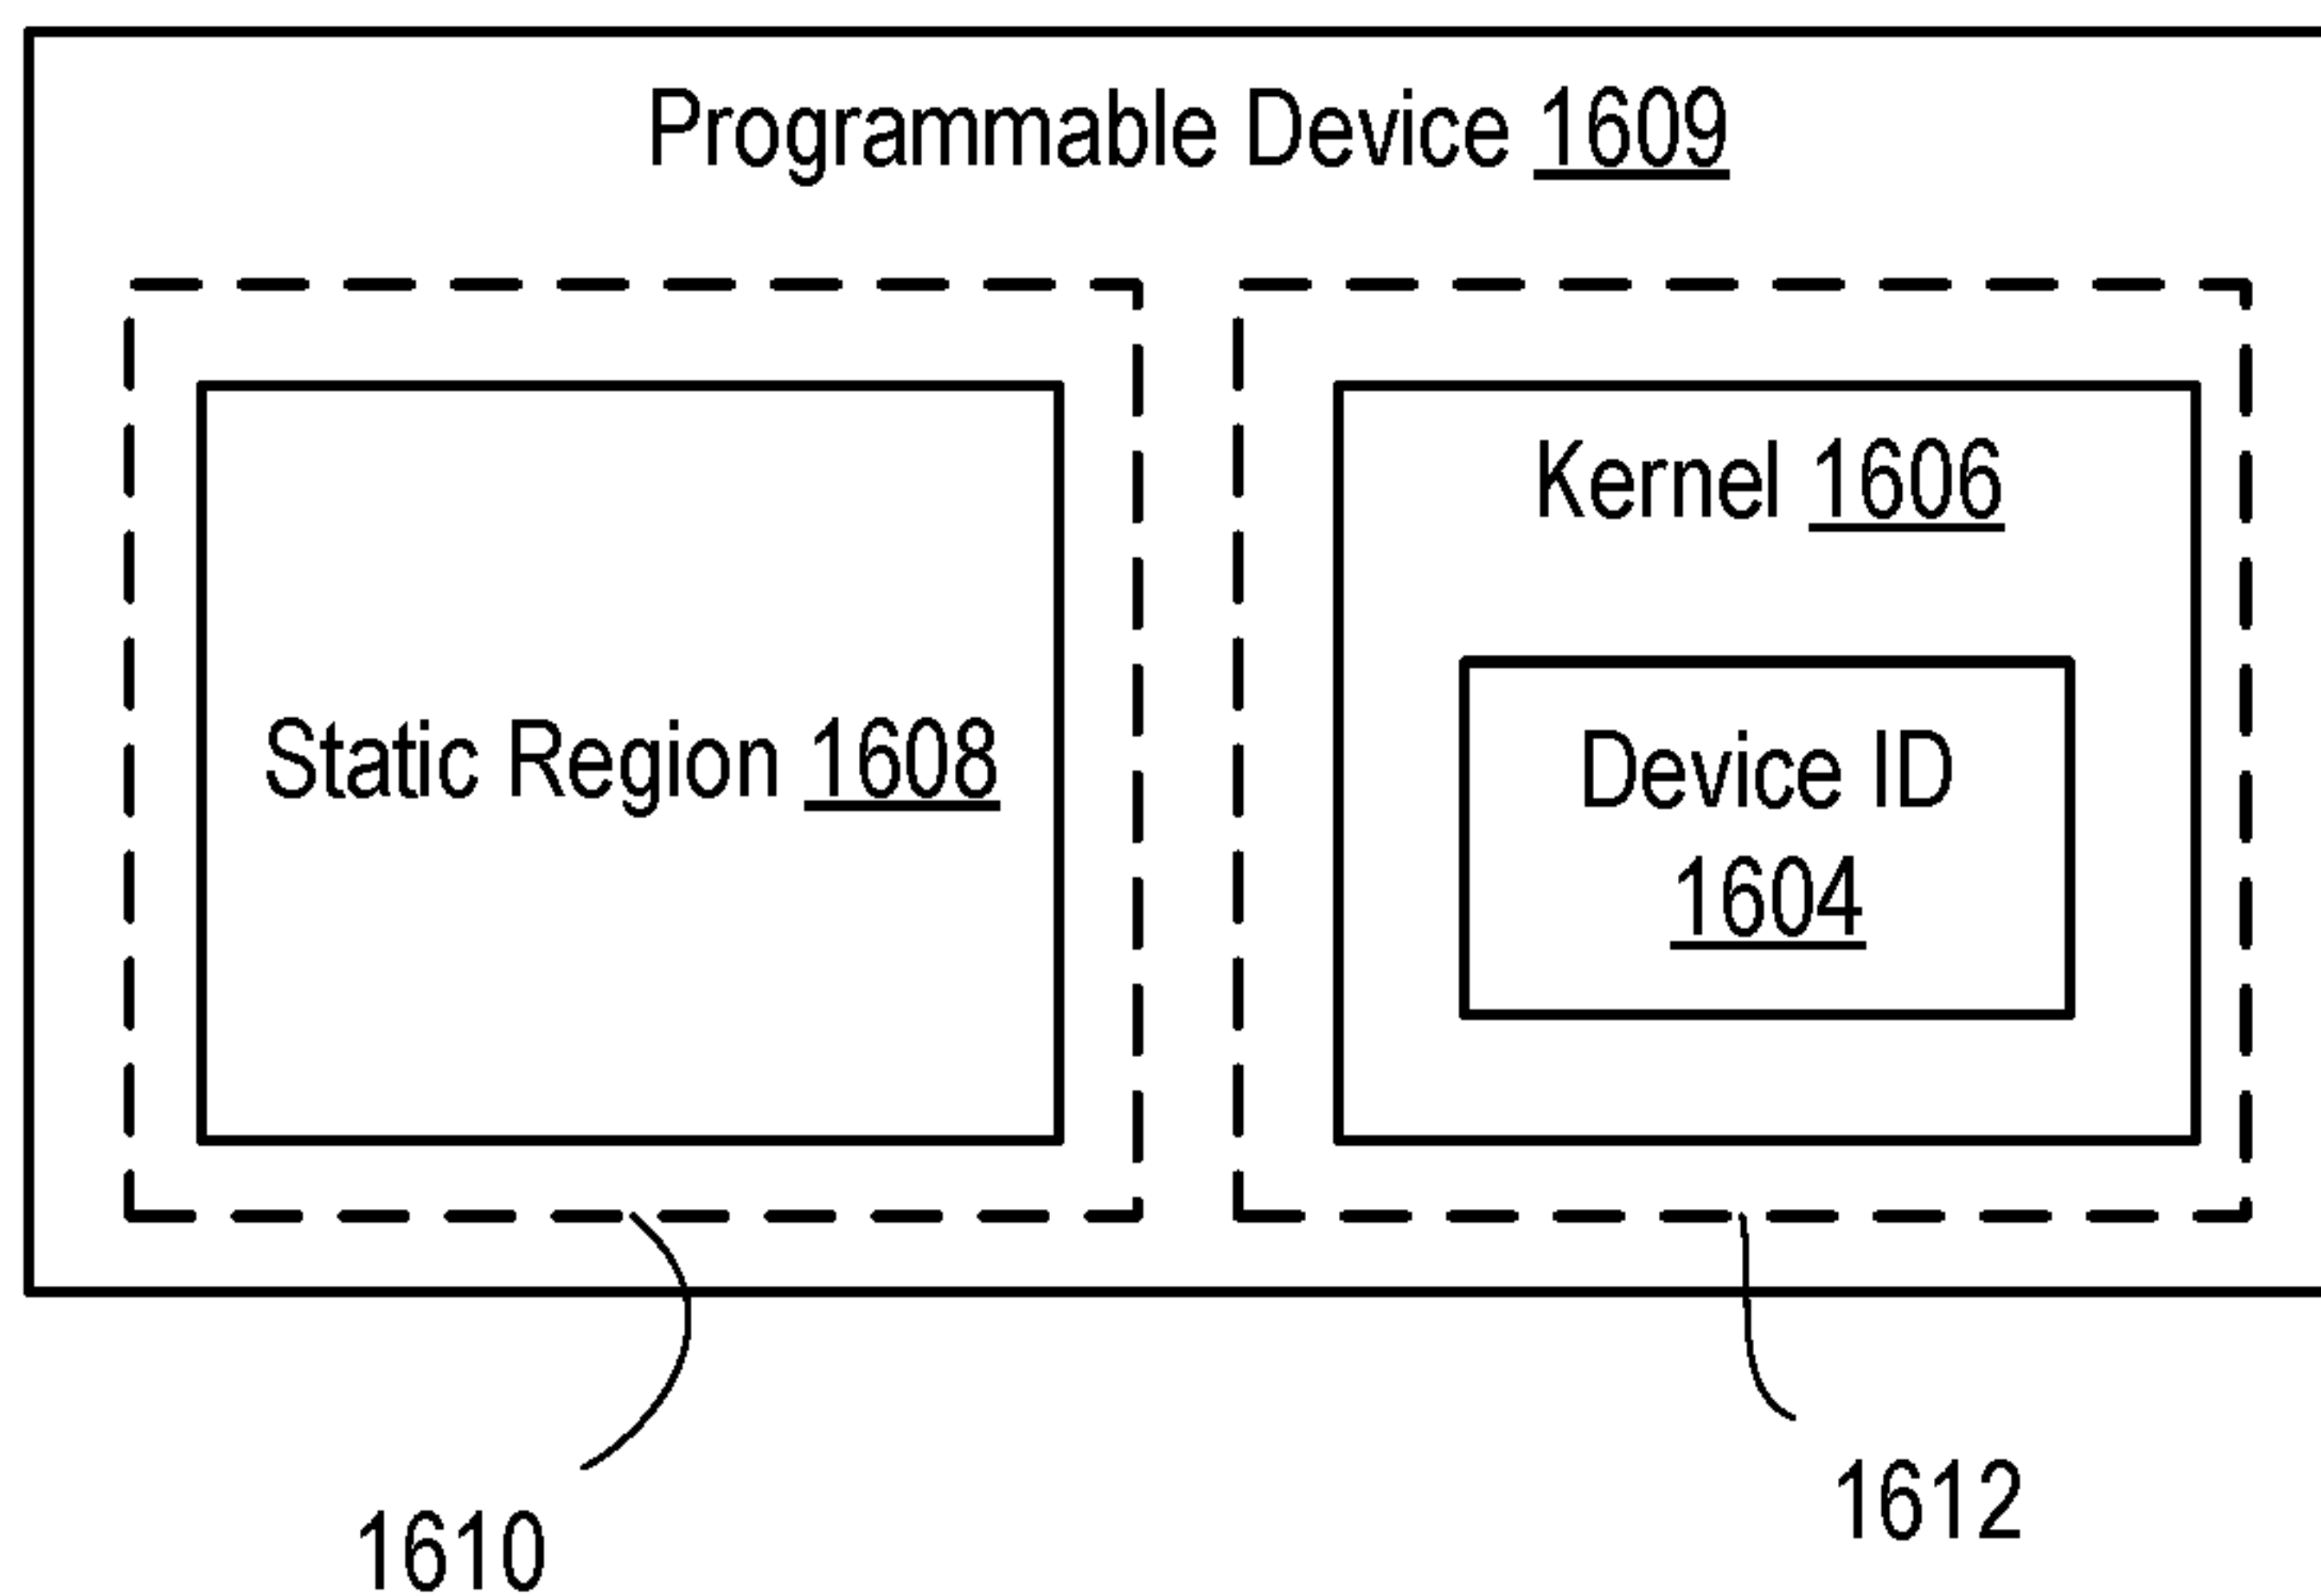 Programmable Device 1609
Static Region 1608
Kernel 1606
Device ID
1604
1610
1612